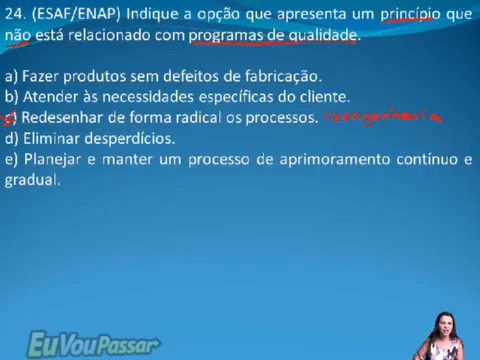 24. (ESAF/ENAP) Indique a opção que apresenta um princípio que
não está relacionado com programas de qualidade.
a) Fazer produtos sem defeitos de fabricação.
b) Atender às necessidades específicas do cliente.
c) Redesenhar de forma radical os processos. reengenharia
d) Eliminar desperdícios.
e) Planejar e manter um processo de aprimoramento contínuo e
gradual.
EuVouPassar